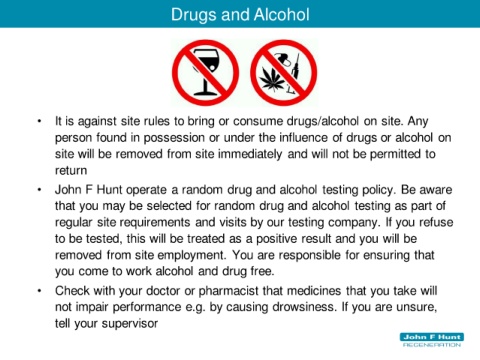 Drugs and Alcohol
• It is against site rules to bring or consume drugs/alcohol on site. Any
person found in possession or under the influence of drugs or alcohol on
site will be removed from site immediately and will not be permitted to
return
• John F Hunt operate a random drug and alcohol testing policy. Be aware
that you may be selected for random drug and alcohol testing as part of
regular site requirements and visits by our testing company. If you refuse
to be tested, this will be treated as a positive result and you will be
removed from site employment. You are responsible for ensuring that
you come to work alcohol and drug free.
• Check with your doctor or pharmacist that medicines that you take will
not impair performance e.g. by causing drowsiness. If you are unsure,
tell your supervisor
John F Hunt
REGENERATION